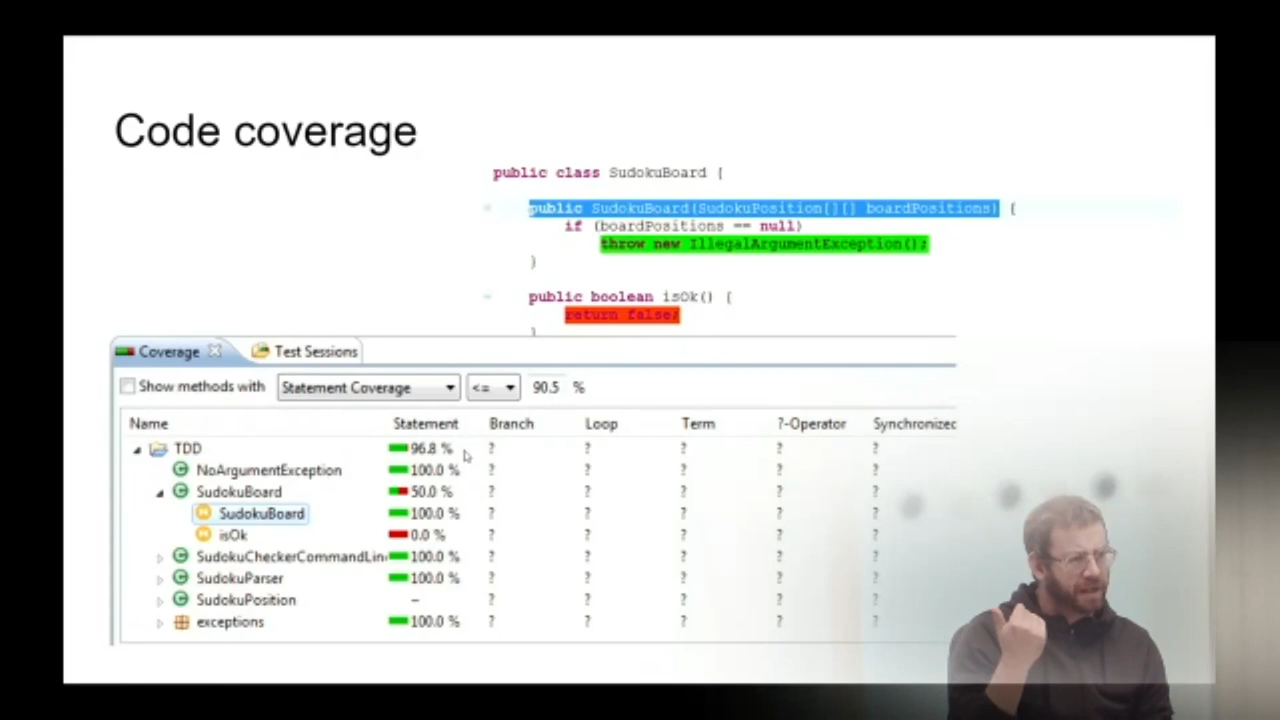 Code coverage
public class SudokuBoard {
public SudokuBoard(SudokuPosition[][] boardPositions) {
if (boardPositions == null)
throw new IllegalArgumentException();
}
public boolean isOk() {
return false;
}
Coverage Test Sessions
Show methods with Statement Coverage <= 90.5 %
Name Statement Branch Loop Term ?-Operator Synchronized
TDD 96.8 % ? ? ? ? ?
NoArgumentException 100.0 % ? ? ? ? ?
SudokuBoard 50.0 % ? ? ? ? ?
SudokuBoard 100.0 % ? ? ? ? ?
isOk 0.0 % ? ? ? ? ?
SudokuCheckerCommandLin 100.0 % ? ? ? ? ?
SudokuParser 100.0 % ? ? ? ? ?
SudokuPosition – ? ? ? ? ?
exceptions 100.0 % ? ? ? ? ?